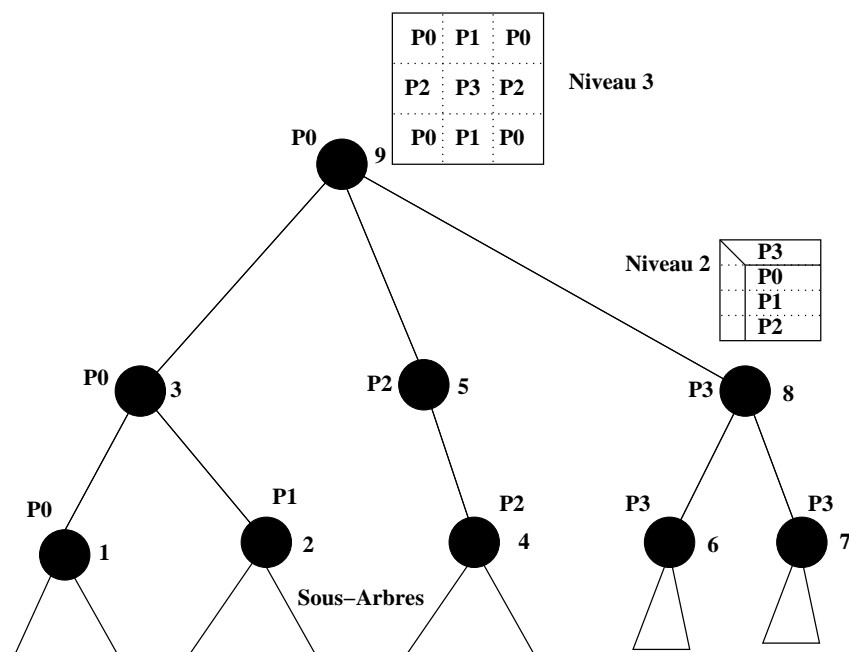 P0 P1 P0
P2 P3 P2
P0 P1 P0
Niveau 3
P0
9
Niveau 2
P3
P0
P1
P2
P0
3
P2
5
P3
8
P0
1
P1
2
P2
4
P3
6
P3
7
Sous−Arbres